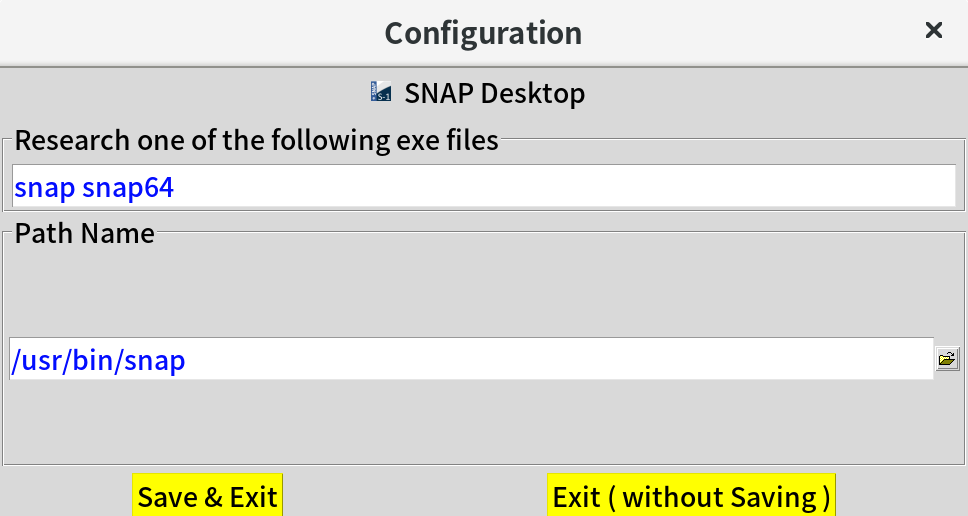 Configuration
SNAP Desktop
Research one of the following exe files
snap snap64
Path Name
/usr/bin/snap
Save & Exit
Exit ( without Saving )